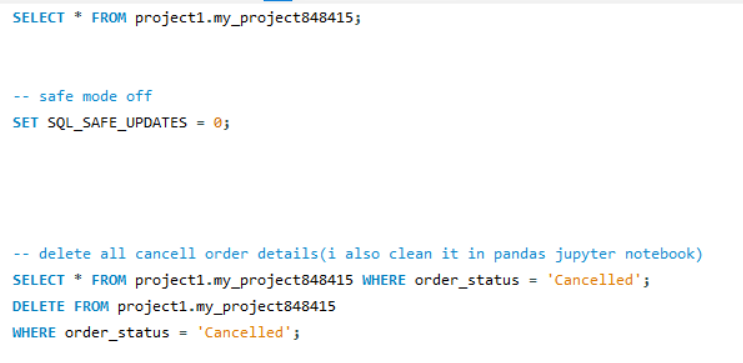 SELECT * FROM project1.my_project848415;
-- safe mode off
SET SQL_SAFE_UPDATES = 0;
-- delete all cancell order details(i also clean it in pandas jupyter notebook)
SELECT * FROM project1.my_project848415 WHERE order_status = 'Cancelled';
DELETE FROM project1.my_project848415
WHERE order_status = 'Cancelled';